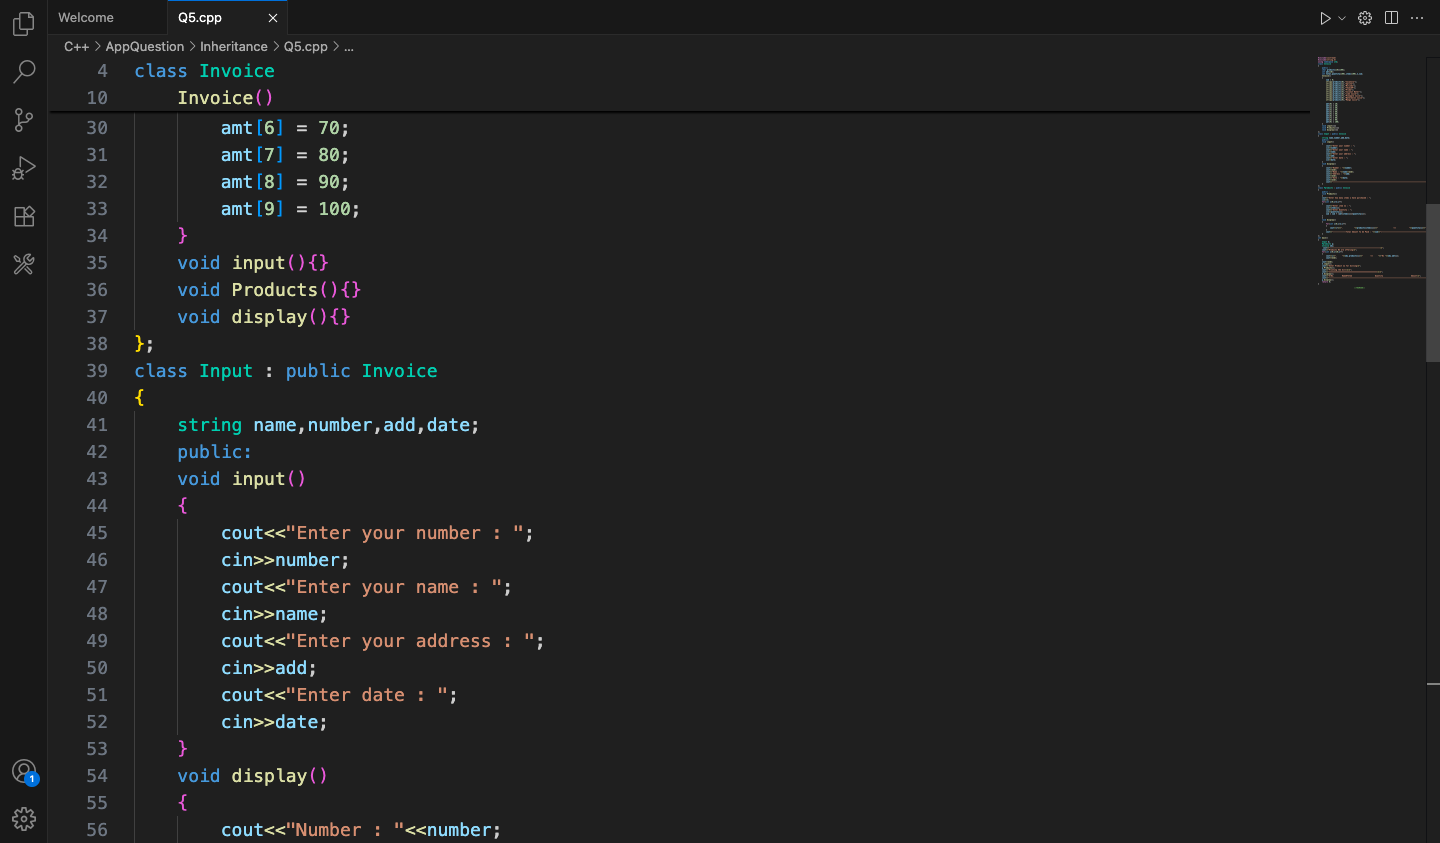 Welcome
Q5.cpp
C++ > AppQuestion > Inheritance > Q5.cpp > ...
4 class Invoice
10 Invoice()
30 amt[6] = 70;
31 amt[7] = 80;
32 amt[8] = 90;
33 amt[9] = 100;
34 }
35 void input(){}
36 void Products(){}
37 void display(){}
38 };
39 class Input : public Invoice
40 {
41 string name,number,add,date;
42 public:
43 void input()
44 {
45 cout<<"Enter your number : ";
46 cin>>number;
47 cout<<"Enter your name : ";
48 cin>>name;
49 cout<<"Enter your address : ";
50 cin>>add;
51 cout<<"Enter date : ";
52 cin>>date;
53 }
54 void display()
55 {
56 cout<<"Number : "<<number;
1